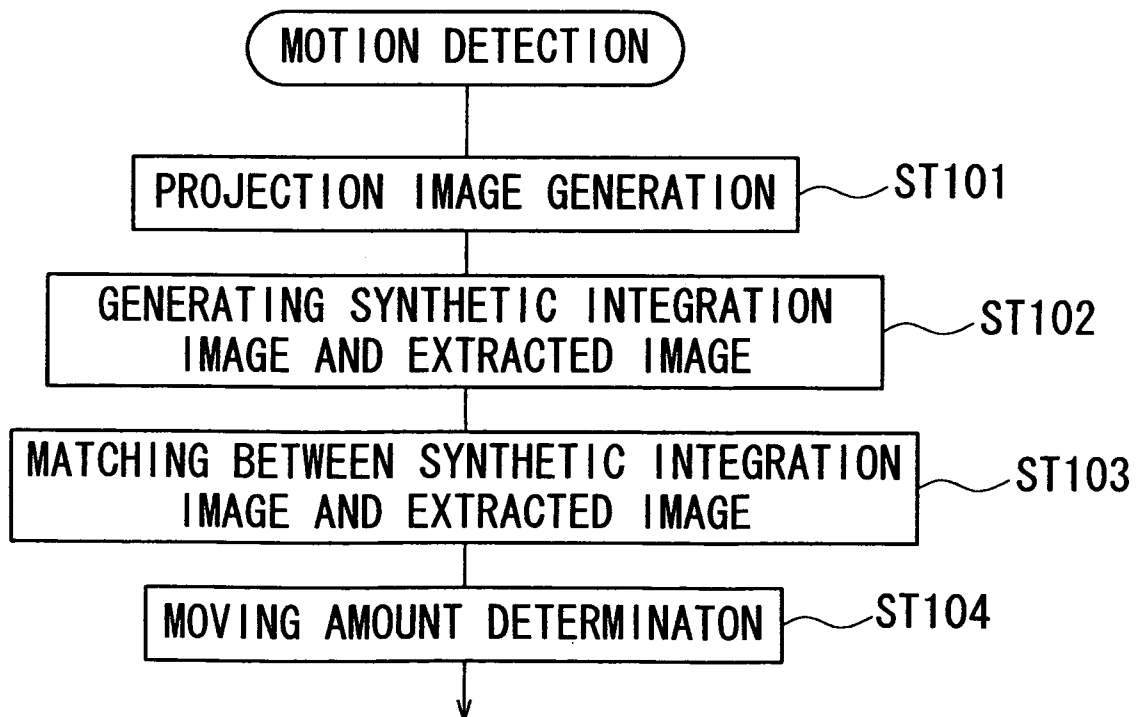 MOTION DETECTION
PROJECTION IMAGE GENERATION
ST101
GENERATING SYNTHETIC INTEGRATION
IMAGE AND EXTRACTED IMAGE
ST102
MATCHING BETWEEN SYNTHETIC INTEGRATION
IMAGE AND EXTRACTED IMAGE
ST103
MOVING AMOUNT DETERMINATON
ST104